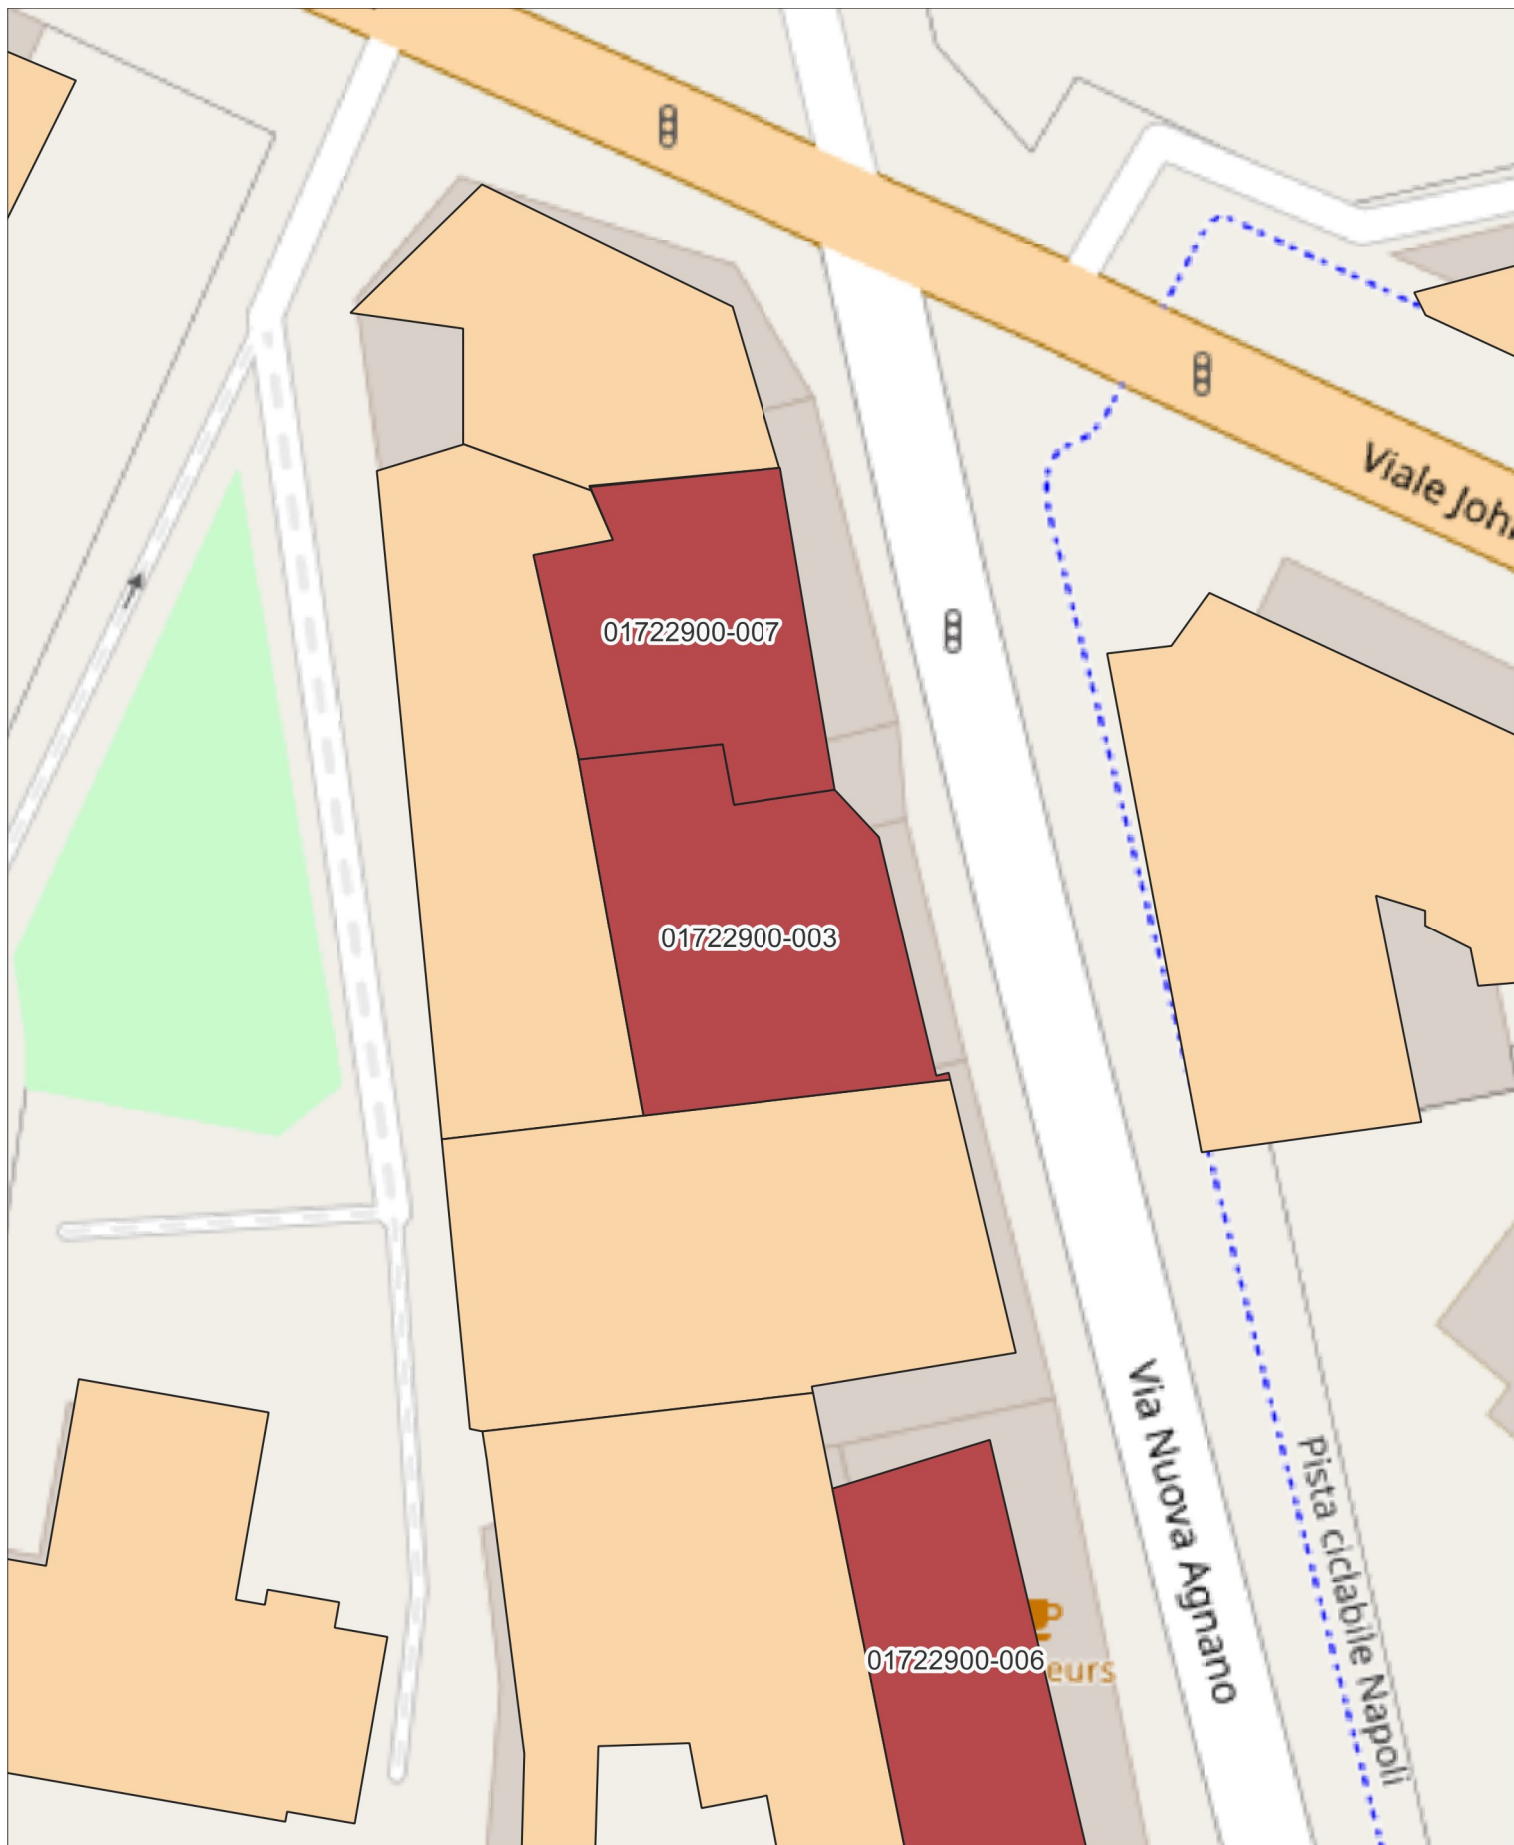 Viale Joh
01722900-007
01722900-003
Via Nuova Agnano
Pista ciclabile Napoli
01722900-006
eurs